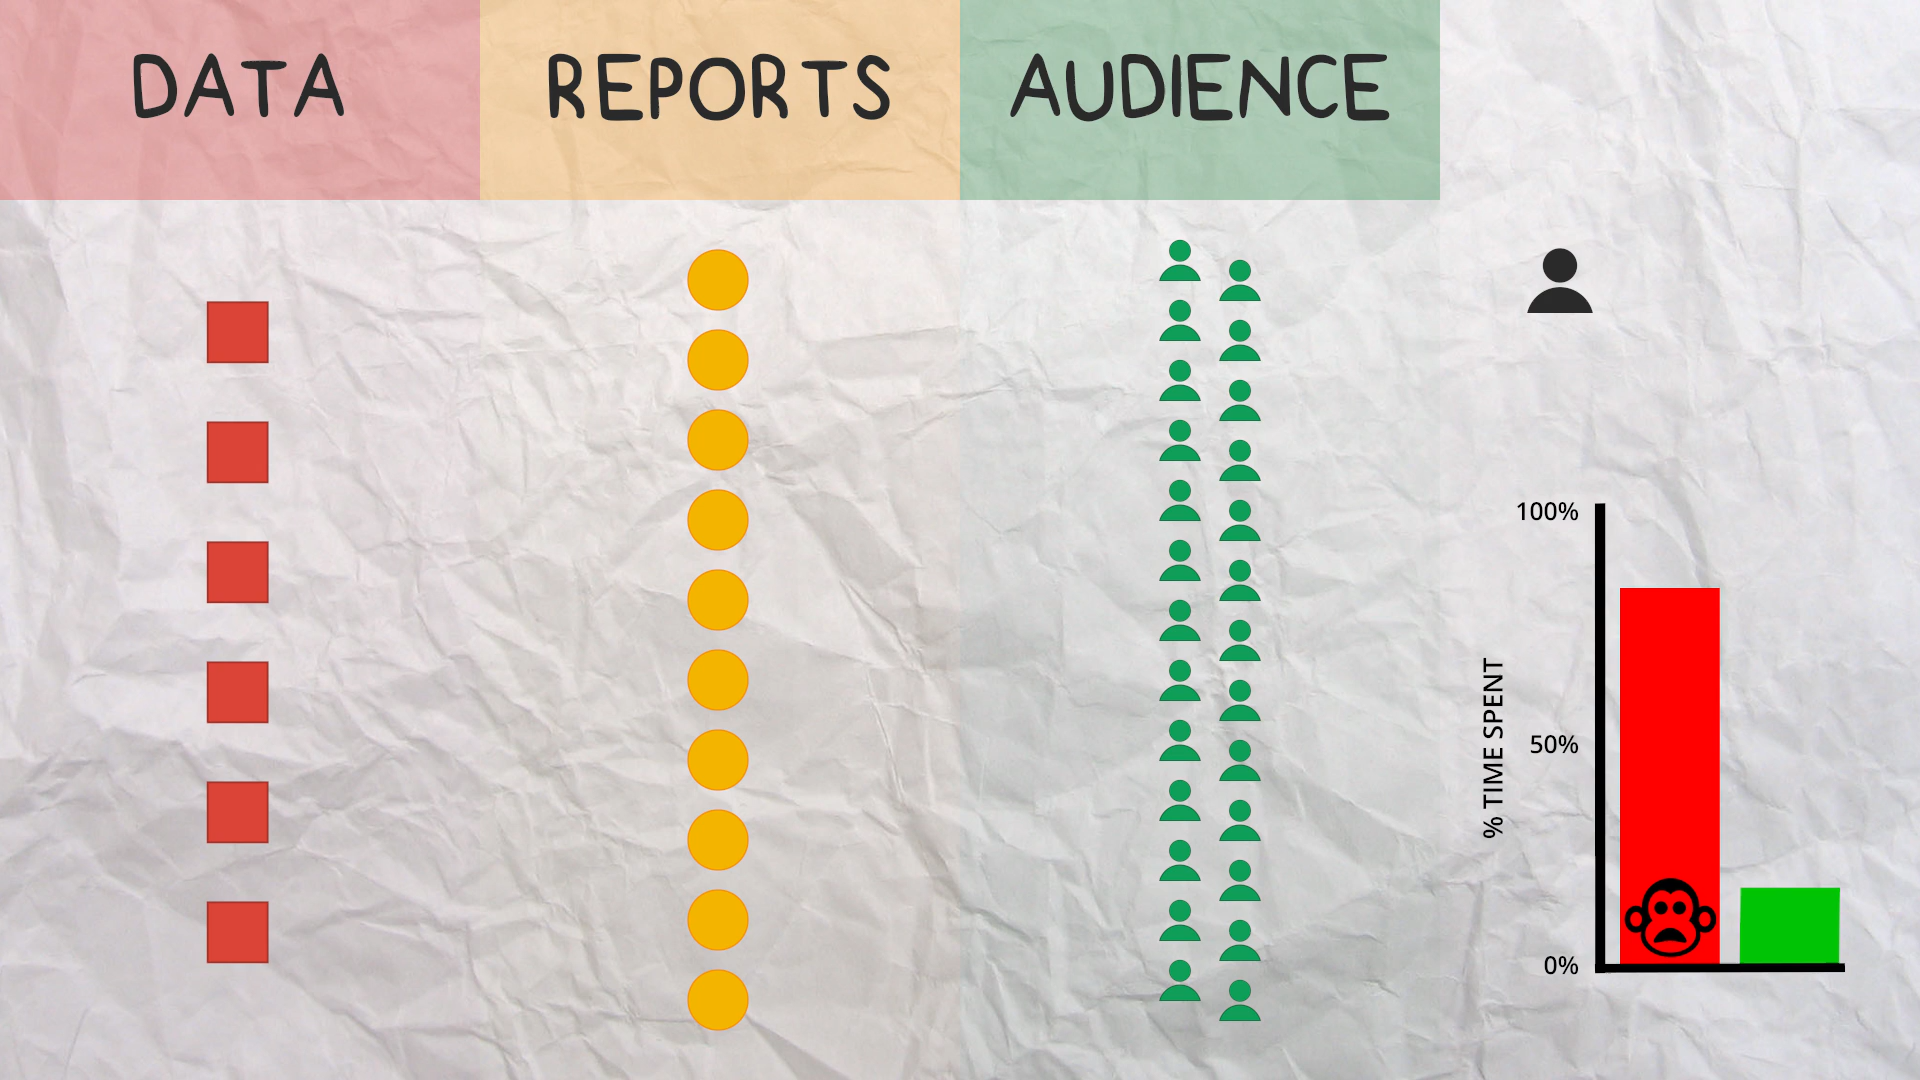 DATA
REPORTS
AUDIENCE
100%
% TIME SPENT
50%
0%